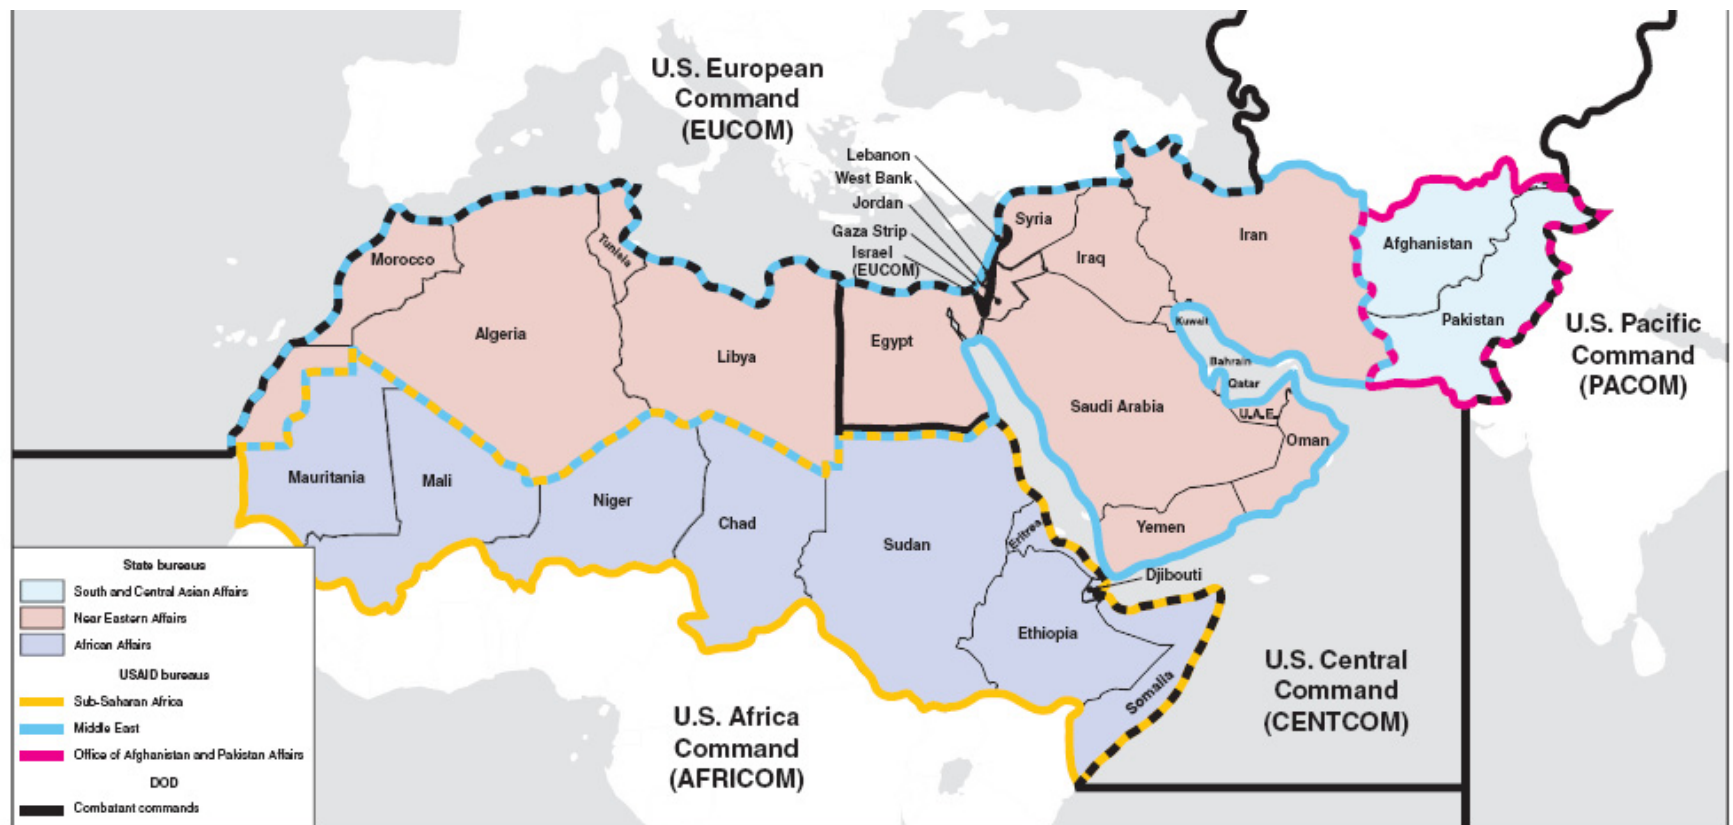 U.S. European
Command
(EUCOM)
Lebanon
West Bank
Jordan
Gaza Strip
Israel
(EUCOM)
Syria
Iraq
Iran
Afghanistan
Pakistan
Morocco
Tunisia
Algeria
Libya
Egypt
Kuwait
Bahrain
Qatar
U.A.E.
Saudi Arabia
Oman
Yemen
U.S. Pacific
Command
(PACOM)
Mauritania
Mali
Niger
Chad
Sudan
Eritrea
Djibouti
Ethiopia
Somalia
U.S. Africa
Command
(AFRICOM)
U.S. Central
Command
(CENTCOM)
State bureaus
South and Central Asian Affairs
Near Eastern Affairs
African Affairs
USAID bureaus
Sub-Saharan Africa
Middle East
Office of Afghanistan and Pakistan Affairs
DOD
Combatant commands